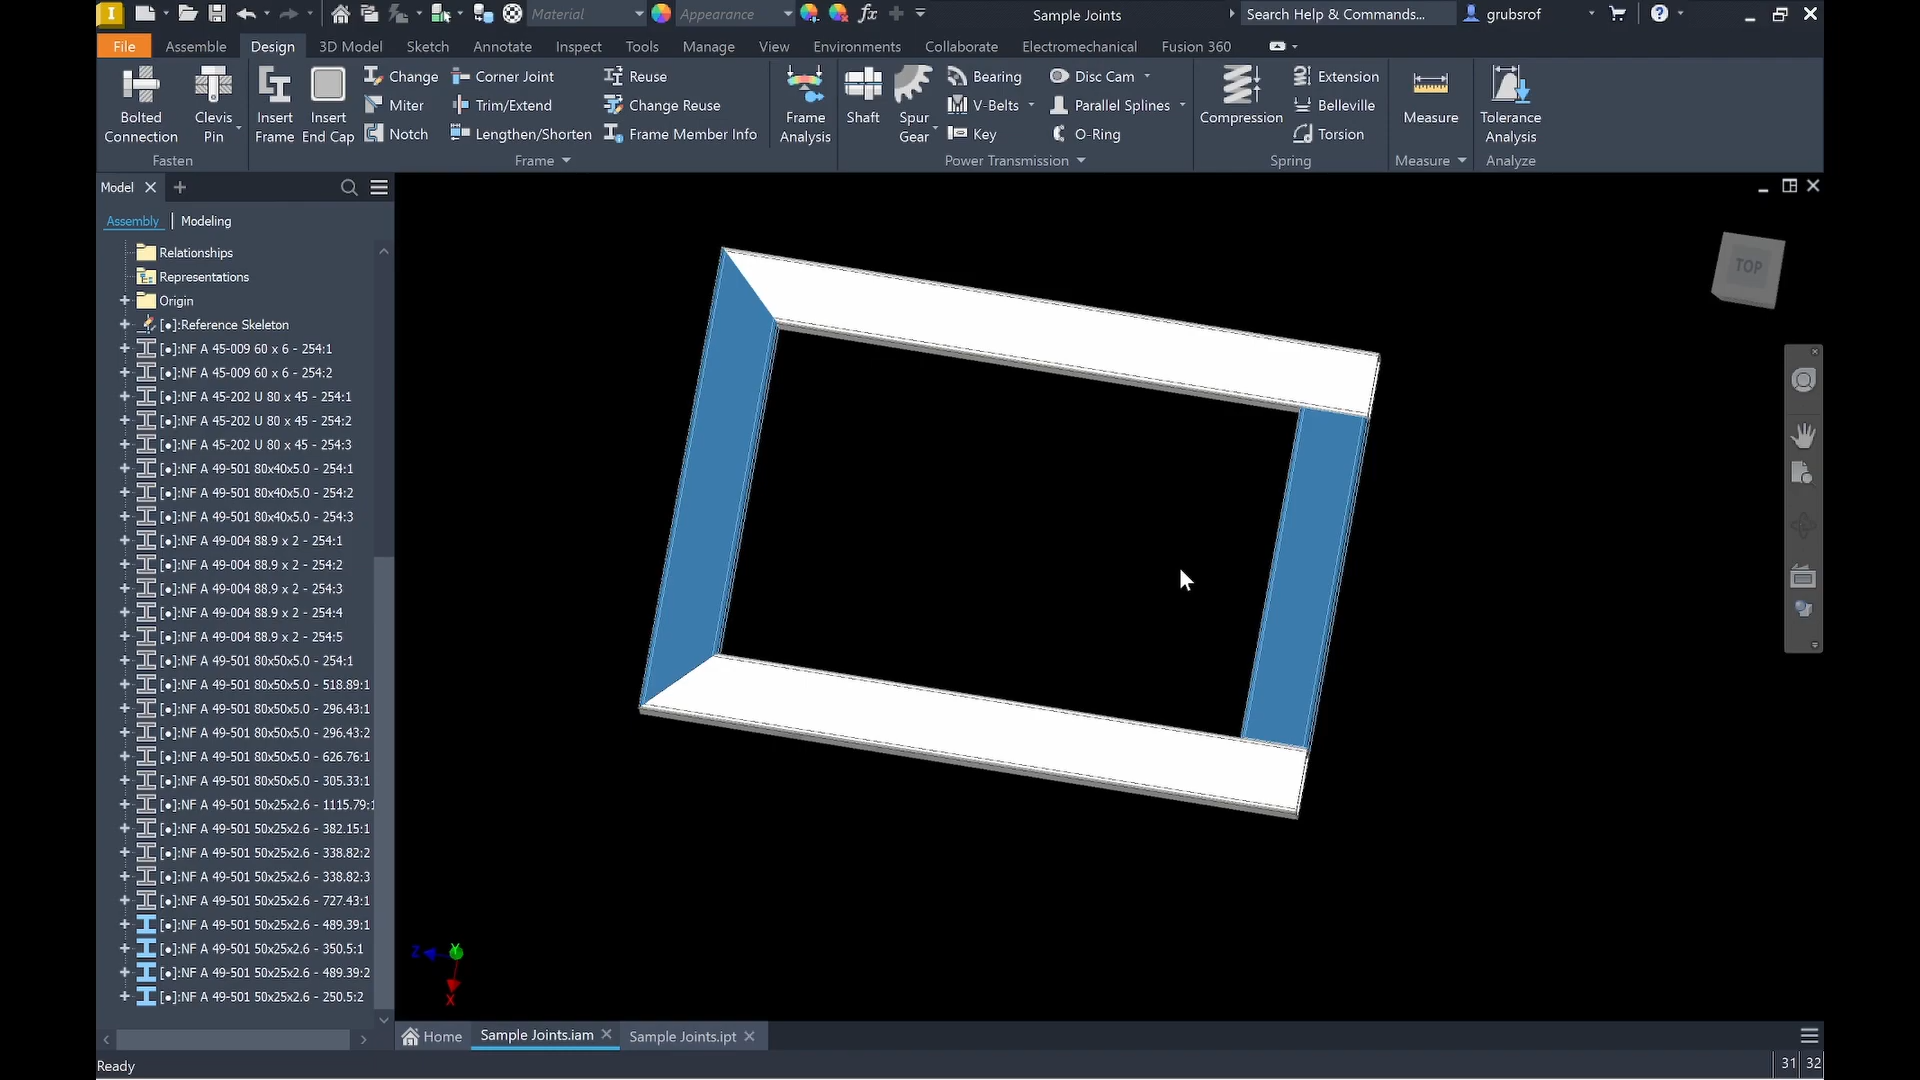 Material
Appearance
fx
Sample Joints
Search Help & Commands...
grubsrof
File
Assemble
Design
3D Model
Sketch
Annotate
Inspect
Tools
Manage
View
Environments
Collaborate
Electromechanical
Fusion 360
Bolted Connection
Clevis Pin
Fasten
Insert Frame
Insert End Cap
Change
Miter
Notch
Corner Joint
Trim/Extend
Lengthen/Shorten
Reuse
Change Reuse
Frame Member Info
Frame
Frame Analysis
Shaft
Spur Gear
Bearing
V-Belts
Key
Disc Cam
Parallel Splines
O-Ring
Power Transmission
Compression
Extension
Belleville
Torsion
Spring
Measure
Measure
Tolerance Analysis
Analyze
Model
Assembly | Modeling
Relationships
Representations
Origin
[●]:Reference Skeleton
[●]:NF A 45-009 60 x 6 - 254:1
[●]:NF A 45-009 60 x 6 - 254:2
[●]:NF A 45-202 U 80 x 45 - 254:1
[●]:NF A 45-202 U 80 x 45 - 254:2
[●]:NF A 45-202 U 80 x 45 - 254:3
[●]:NF A 49-501 80x40x5.0 - 254:1
[●]:NF A 49-501 80x40x5.0 - 254:2
[●]:NF A 49-501 80x40x5.0 - 254:3
[●]:NF A 49-004 88.9 x 2 - 254:1
[●]:NF A 49-004 88.9 x 2 - 254:2
[●]:NF A 49-004 88.9 x 2 - 254:3
[●]:NF A 49-004 88.9 x 2 - 254:4
[●]:NF A 49-004 88.9 x 2 - 254:5
[●]:NF A 49-501 80x50x5.0 - 254:1
[●]:NF A 49-501 80x50x5.0 - 518.89:1
[●]:NF A 49-501 80x50x5.0 - 296.43:1
[●]:NF A 49-501 80x50x5.0 - 296.43:2
[●]:NF A 49-501 80x50x5.0 - 626.76:1
[●]:NF A 49-501 80x50x5.0 - 305.33:1
[●]:NF A 49-501 50x25x2.6 - 1115.79:1
[●]:NF A 49-501 50x25x2.6 - 382.15:1
[●]:NF A 49-501 50x25x2.6 - 338.82:2
[●]:NF A 49-501 50x25x2.6 - 338.82:3
[●]:NF A 49-501 50x25x2.6 - 727.43:1
[●]:NF A 49-501 50x25x2.6 - 489.39:1
[●]:NF A 49-501 50x25x2.6 - 350.5:1
[●]:NF A 49-501 50x25x2.6 - 489.39:2
[●]:NF A 49-501 50x25x2.6 - 250.5:2
TOP
Z
Y
X
Home
Sample Joints.iam
Sample Joints.ipt
Ready
31 32